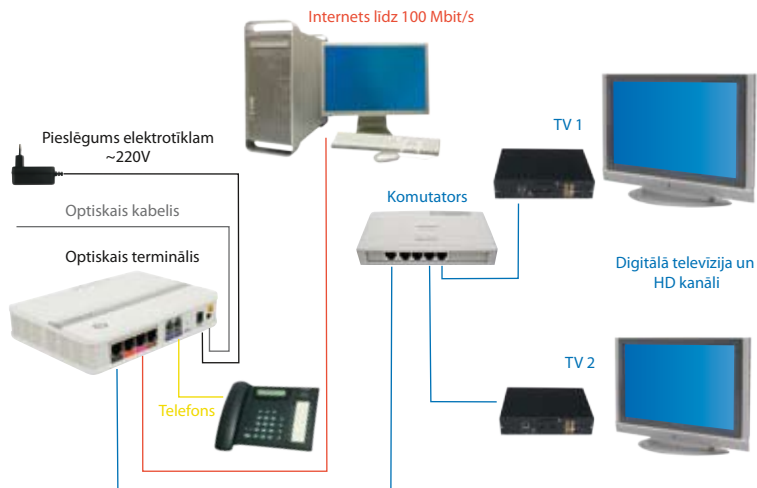 Internets līdz 100 Mbit/s
Pieslēgums elektrotīklam
~220V
TV 1
Komutators
Optiskais kabelis
Optiskais terminālis
Digitālā televīzija un
HD kanāli
TV 2
Telefons